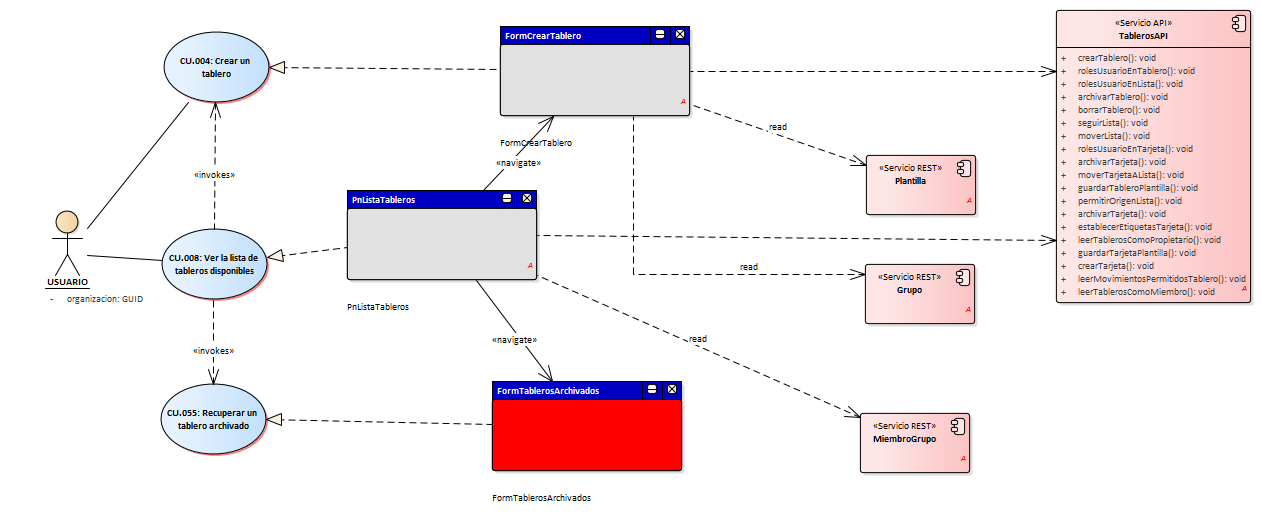 CU.004: Crear un
tablero
«invokes»
USUARIO
-    organizacion: GUID
CU.008: Ver la lista de
tableros disponibles
«invokes»
CU.055: Recuperar un
tablero archivado
FormCrearTablero
A
FormCrearTablero
«navigate»
PnListaTableros
A
PnListaTableros
«navigate»
FormTablerosArchivados
FormTablerosArchivados
read
«Servicio REST»
Plantilla
A
read
«Servicio REST»
Grupo
A
read
«Servicio REST»
MiembroGrupo
A
«Servicio API»
TablerosAPI
+ crearTablero(): void
+ rolesUsuarioEnTablero(): void
+ rolesUsuarioEnLista(): void
+ archivarTablero(): void
+ borrarTablero(): void
+ seguirLista(): void
+ moverLista(): void
+ rolesUsuarioEnTarjeta(): void
+ archivarTarjeta(): void
+ moverTarjetaALista(): void
+ guardarTableroPlantilla(): void
+ permitirOrigenLista(): void
+ archivarTarjeta(): void
+ establecerEtiquetasTarjeta(): void
+ leerTablerosComoPropietario(): void
+ guardarTarjetaPlantilla(): void
+ crearTarjeta(): void
+ leerMovimientosPermitidosTablero(): void
+ leerTablerosComoMiembro(): void
A